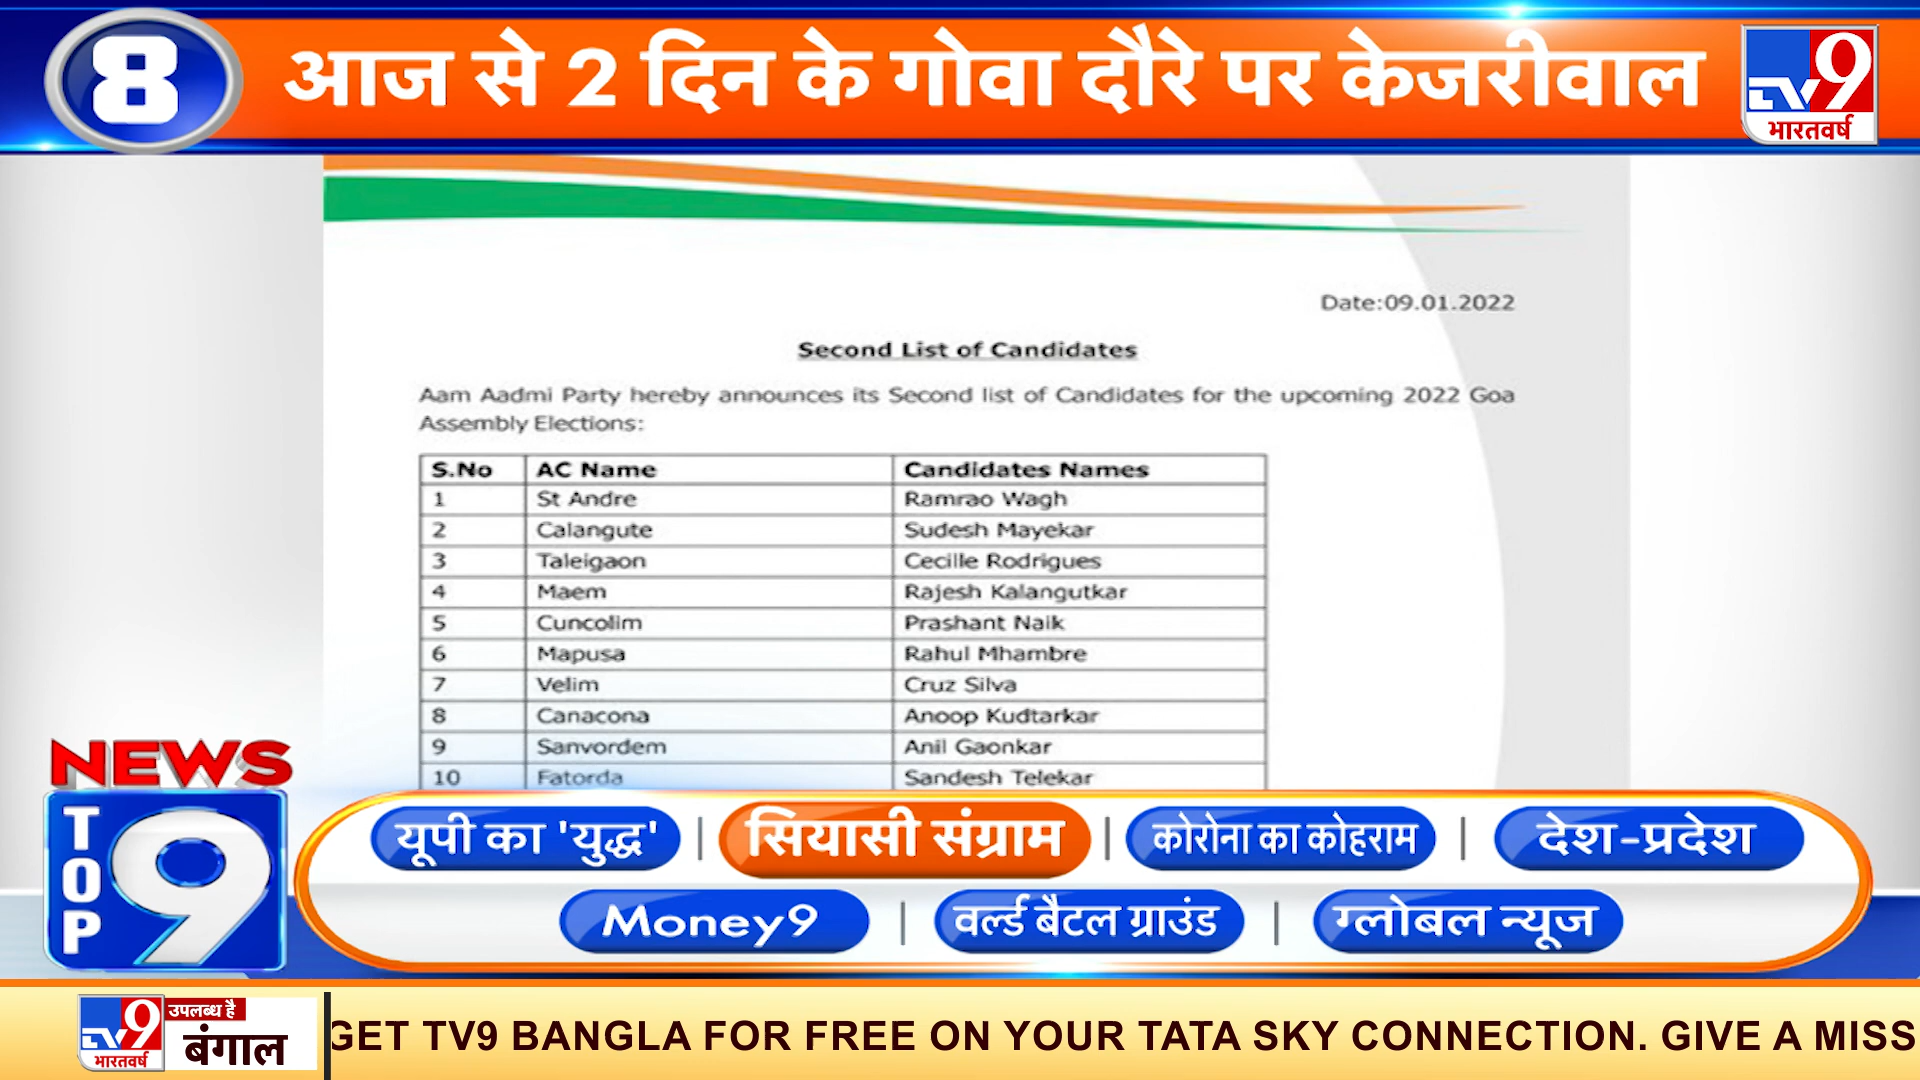 8
आज से 2 दिन के गोवा दौरे पर केजरीवाल
TV9
भारतवर्ष
Date:09.01.2022
Second List of Candidates
Aam Aadmi Party hereby announces its Second list of Candidates for the upcoming 2022 Goa
Assembly Elections:
S.No AC Name Candidates Names
1 St Andre Ramrao Wagh
2 Calangute Sudesh Mayekar
3 Taleigaon Cecille Rodrigues
4 Maem Rajesh Kalangutkar
5 Cuncolim Prashant Naik
6 Mapusa Rahul Mhambre
7 Velim Cruz Silva
8 Canacona Anoop Kudtarkar
9 Sanvordem Anil Gaonkar
10 Fatorda Sandesh Telekar
NEWS
TOP 9
यूपी का 'युद्ध' | सियासी संग्राम | कोरोना का कोहराम | देश-प्रदेश
Money9 | वर्ल्ड बैटल ग्राउंड | ग्लोबल न्यूज
TV9 भारतवर्ष
उपलब्ध है
बंगाल
GET TV9 BANGLA FOR FREE ON YOUR TATA SKY CONNECTION. GIVE A MISS